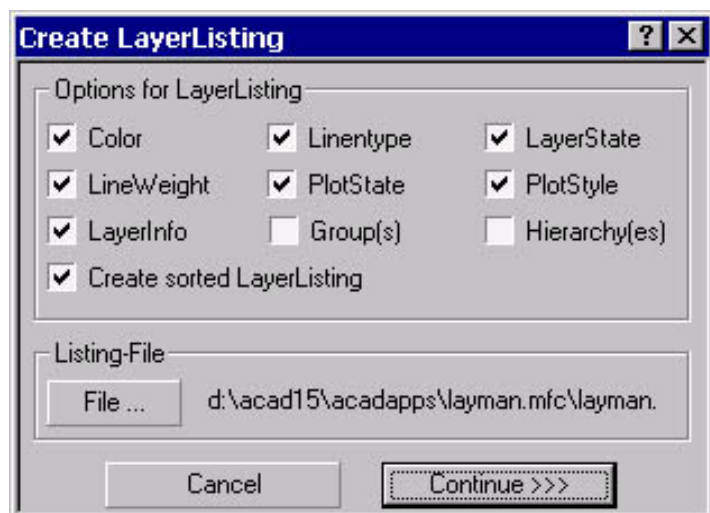 Create LayerListing
Options for LayerListing
Color Linentype LayerState
LineWeight PlotState PlotStyle
LayerInfo Group(s) Hierarchy(es)
Create sorted LayerListing
Listing-File
File ... d:\acad15\acadapps\layman.mfc\layman.
Cancel Continue >>>